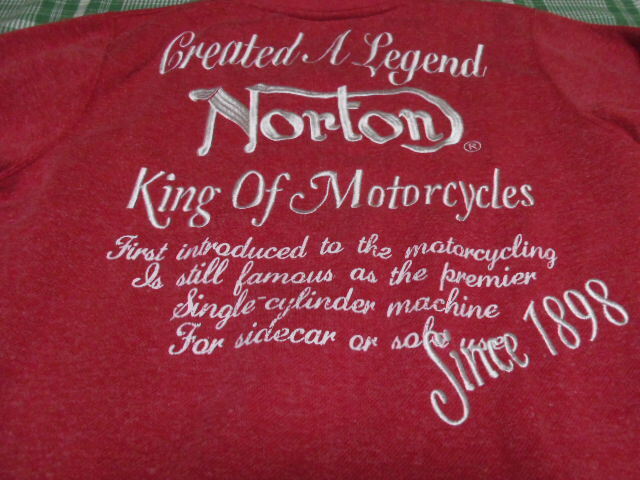 Created A Legend
Norton®
King Of Motorcycles
First introduced to the motorcycling
Is still famous as the premier
Single-cylinder machine
For sidecar or solo use
Since 1898